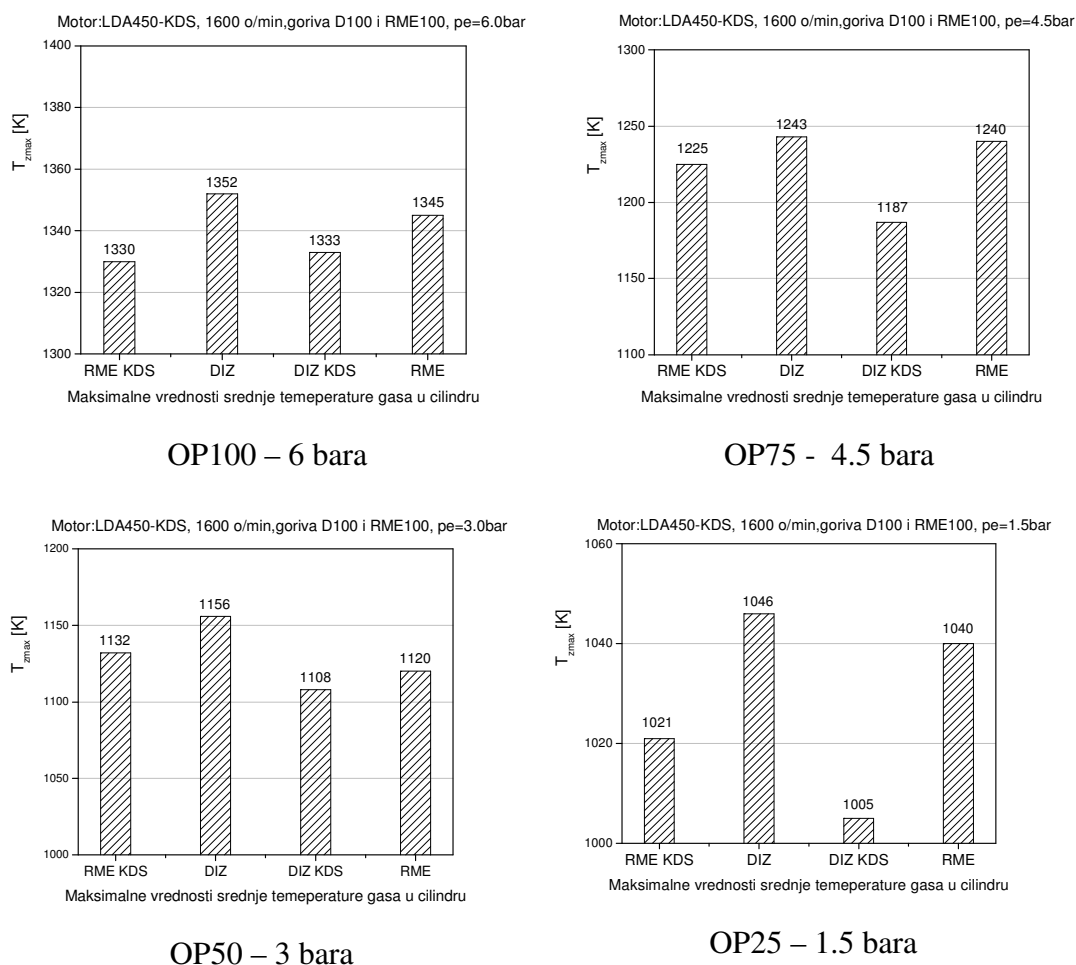 Motor:LDA450-KDS, 1600 o/min,goriva D100 i RME100, pe=6.0bar
1400
1380
1360
1340
1320
1300
T zmax [K]
1330
1352
1333
1345
RME KDS DIZ DIZ KDS RME
Maksimalne vrednosti srednje temeperature gasa u cilindru
OP100 – 6 bara
Motor:LDA450-KDS, 1600 o/min,goriva D100 i RME100, pe=4.5bar
1300
1250
1200
1150
1100
T zmax [K]
1225
1243
1187
1240
RME KDS DIZ DIZ KDS RME
Maksimalne vrednosti srednje temeperature gasa u cilindru
OP75 - 4.5 bara
Motor:LDA450-KDS, 1600 o/min,goriva D100 i RME100, pe=3.0bar
1200
1150
1100
1050
1000
T zmax [K]
1132
1156
1108
1120
RME KDS DIZ DIZ KDS RME
Maksimalne vrednosti srednje temeperature gasa u cilindru
OP50 – 3 bara
Motor:LDA450-KDS, 1600 o/min,goriva D100 i RME100, pe=1.5bar
1060
1040
1020
1000
T zmax [K]
1021
1046
1005
1040
RME KDS DIZ DIZ KDS RME
Maksimalne vrednosti srednje temeperature gasa u cilindru
OP25 – 1.5 bara